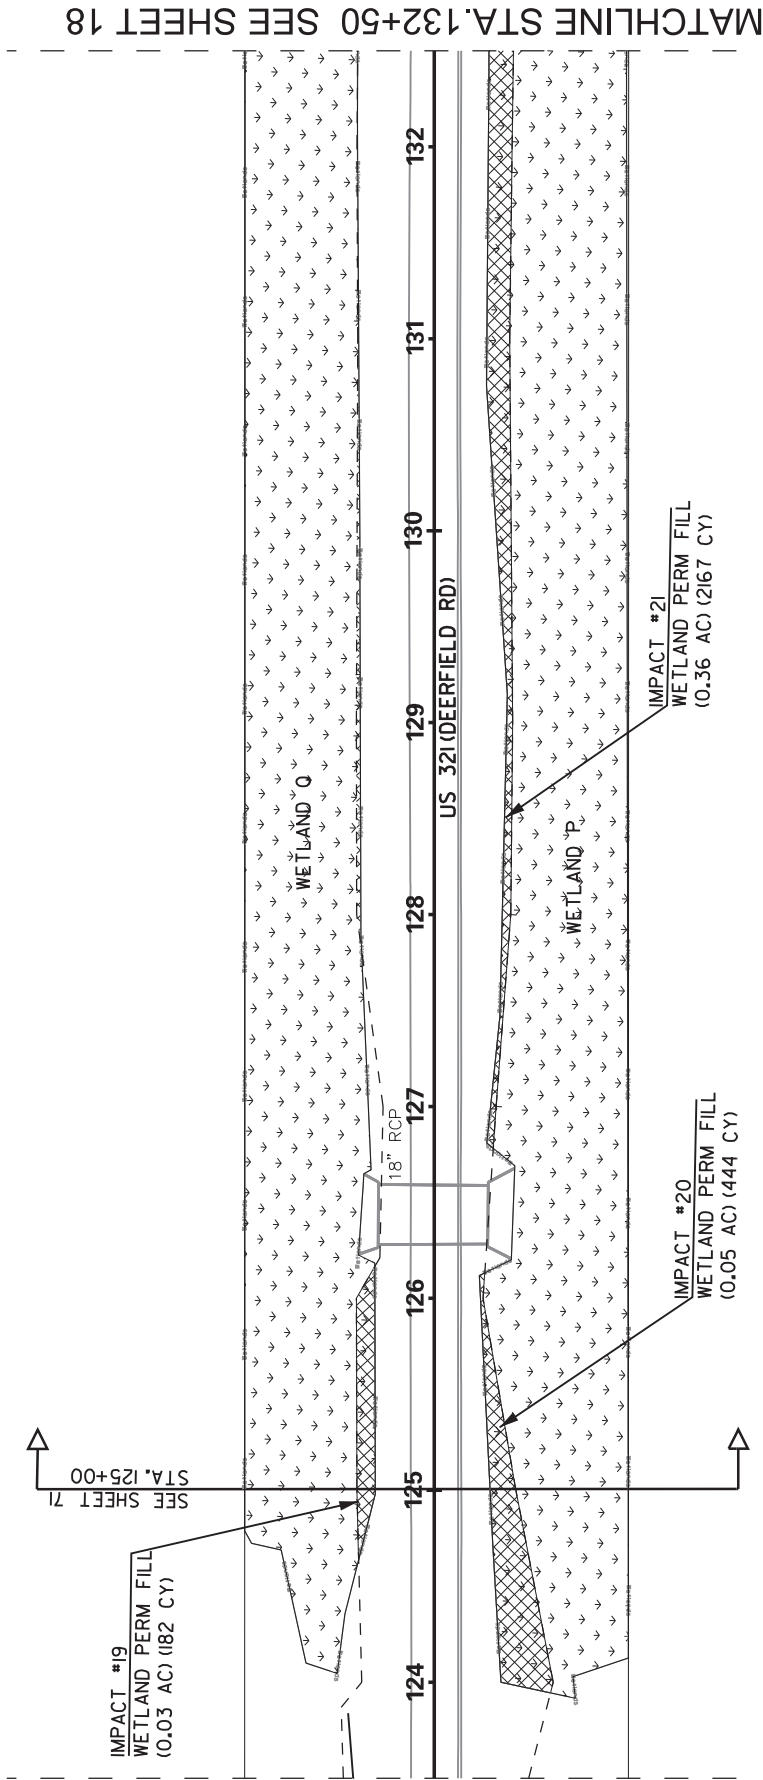 MATCHLINE STA. 132+50 SEE SHEET 18
132
131
130
129
128
127
126
125
124
US 321 (DEERFIELD RD)
WETLAND Q
WETLAND P
18" RCP
IMPACT #21
WETLAND PERM FILL
(0.36 AC) (2167 CY)
IMPACT #20
WETLAND PERM FILL
(0.05 AC) (444 CY)
STA. 125+00
SEE SHEET 71
IMPACT #19
WETLAND PERM FILL
(0.03 AC) (182 CY)